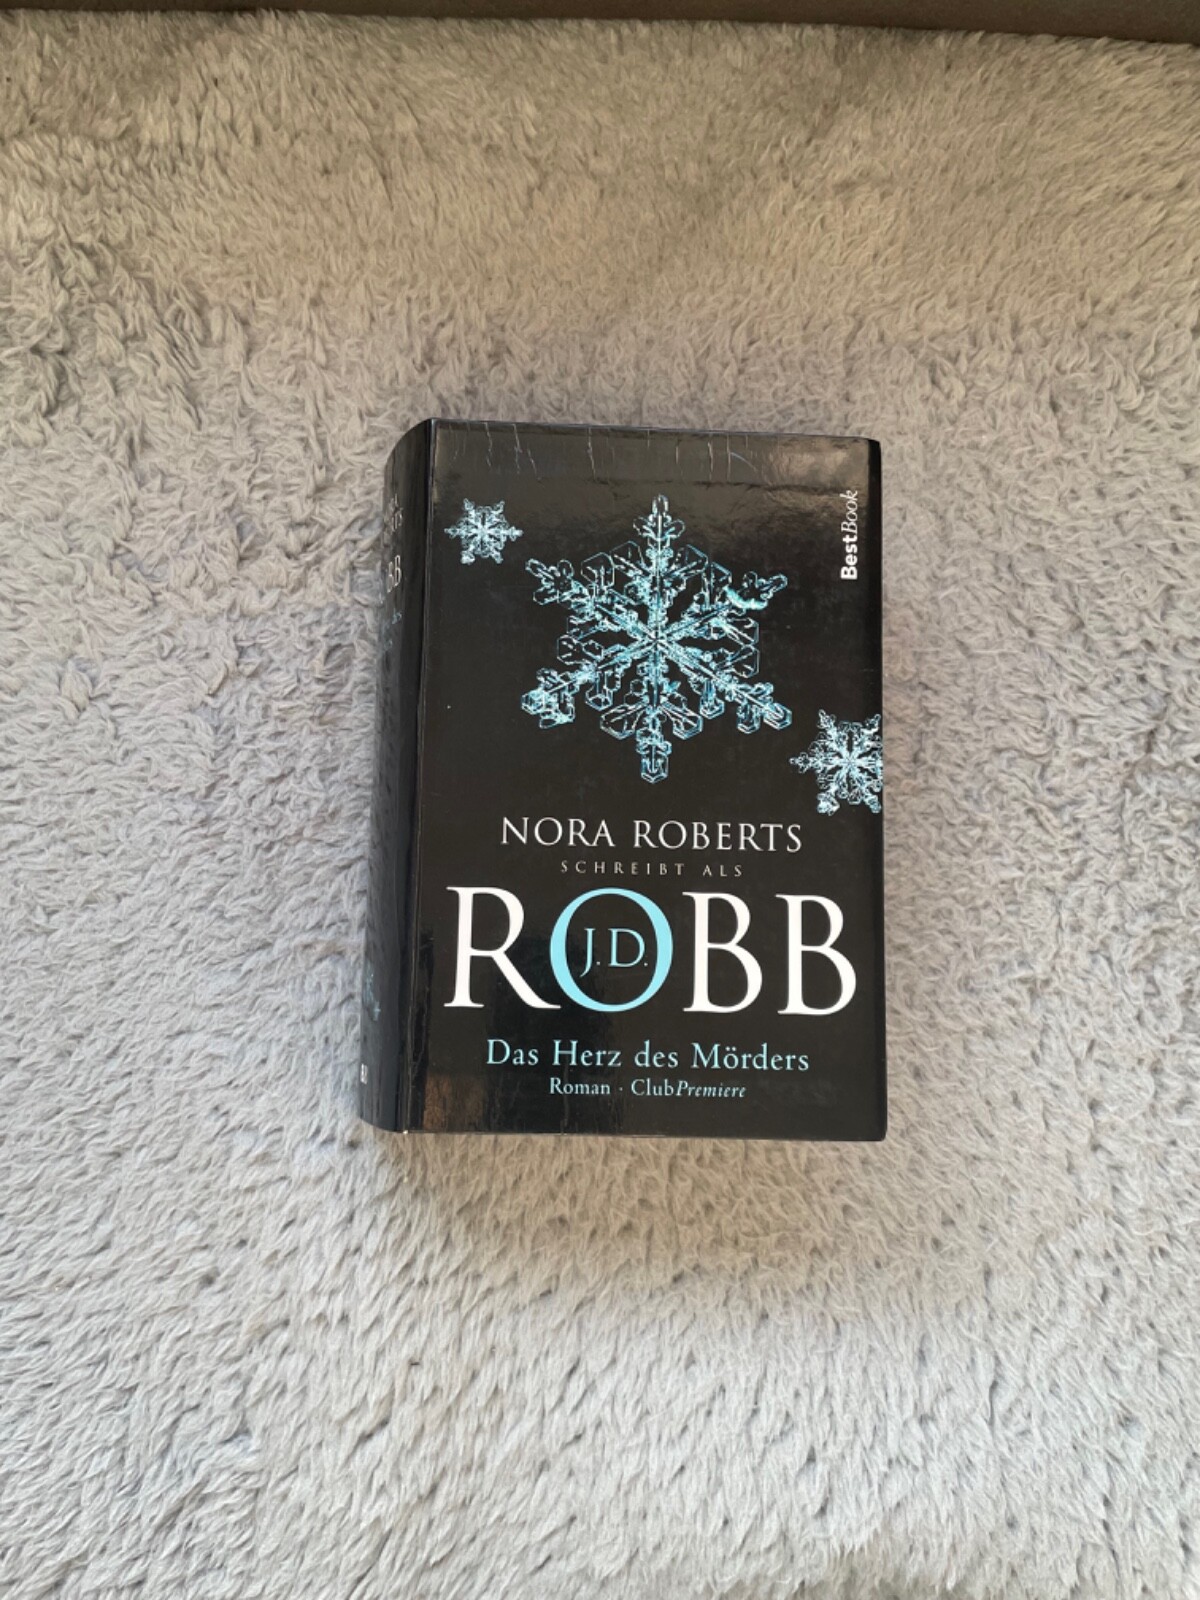 BestBook
NORA ROBERTS
SCHREIBT ALS
J.D.
ROBB
Das Herz des Mörders
Roman · ClubPremiere